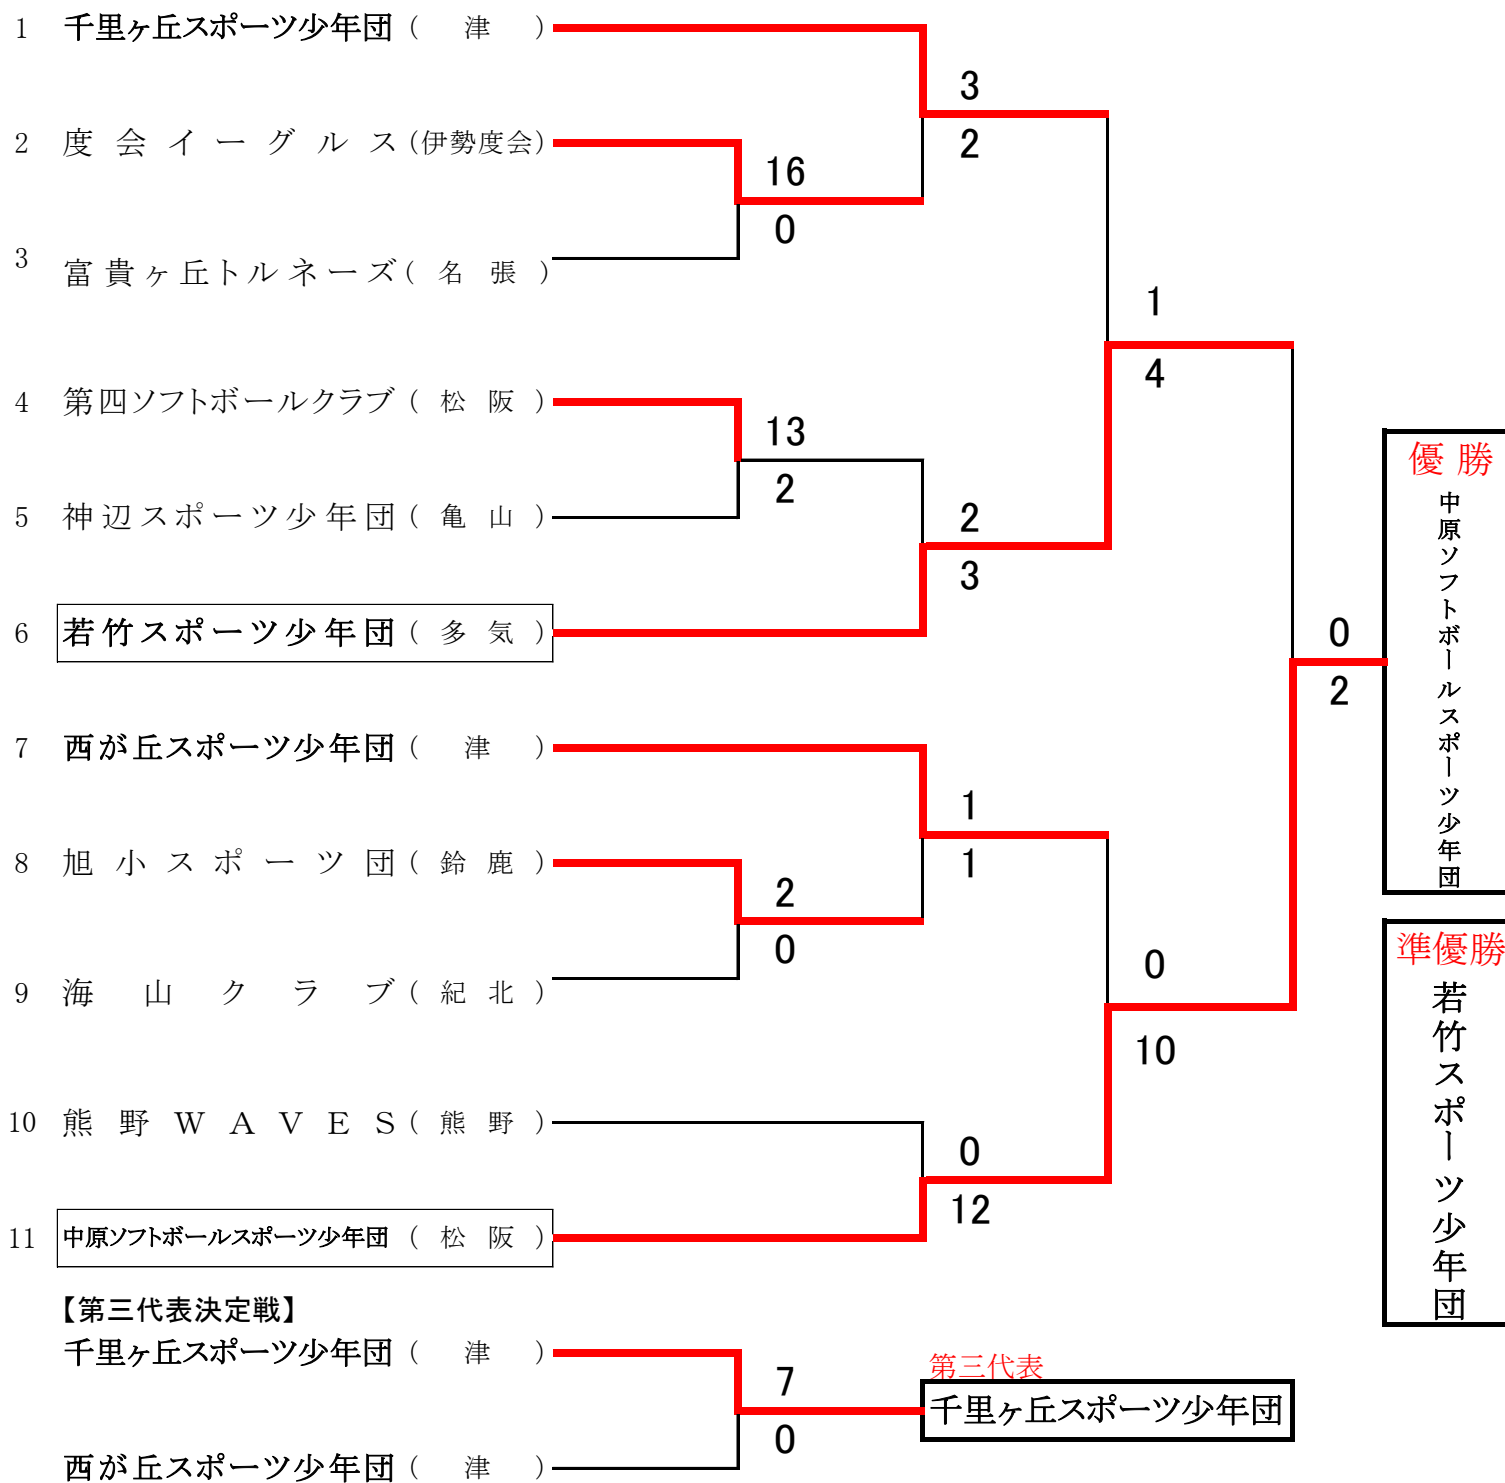 1 千里ヶ丘スポーツ少年団 ( 津 )
3
2
2 度会イーグルス (伊勢度会)
16
0
3 富貴ヶ丘トルネーズ ( 名張 )
1
4
4 第四ソフトボールクラブ ( 松阪 )
13
2
5 神辺スポーツ少年団 ( 亀山 )
2
3
6 若竹スポーツ少年団 ( 多気 )
0
2
7 西が丘スポーツ少年団 ( 津 )
1
1
8 旭小スポーツ団 ( 鈴鹿 )
2
0
9 海山クラブ ( 紀北 )
0
10
10 熊野WAVES ( 熊野 )
0
12
11 中原ソフトボールスポーツ少年団 ( 松阪 )
優勝
中原ソフトボールスポーツ少年団
準優勝
若竹スポーツ少年団
【第三代表決定戦】
千里ヶ丘スポーツ少年団 ( 津 )
7
0
西が丘スポーツ少年団 ( 津 )
第三代表
千里ヶ丘スポーツ少年団